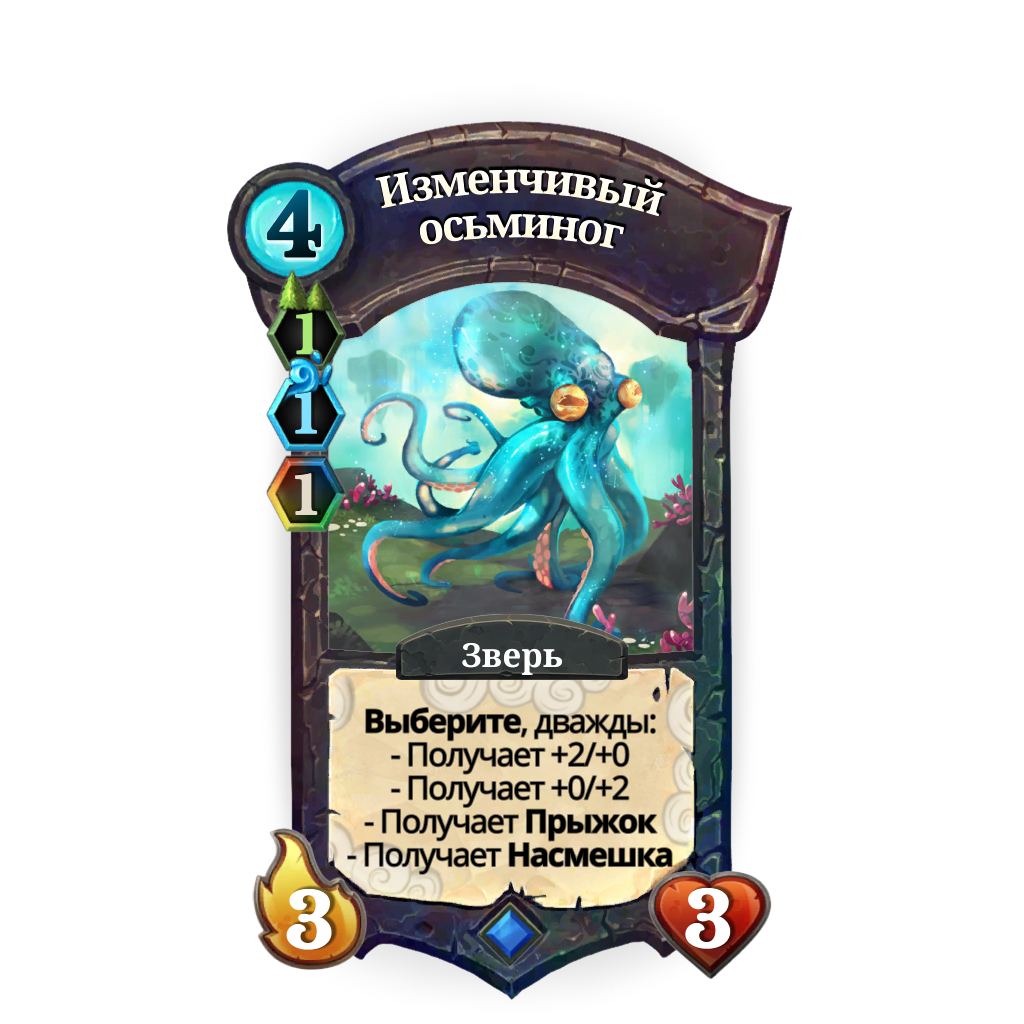 Изменчивый
осьминог
4
1
1
1
Зверь
Выберите, дважды:
- Получает +2/+0
- Получает +0/+2
- Получает Прыжок
- Получает Насмешка
3
3